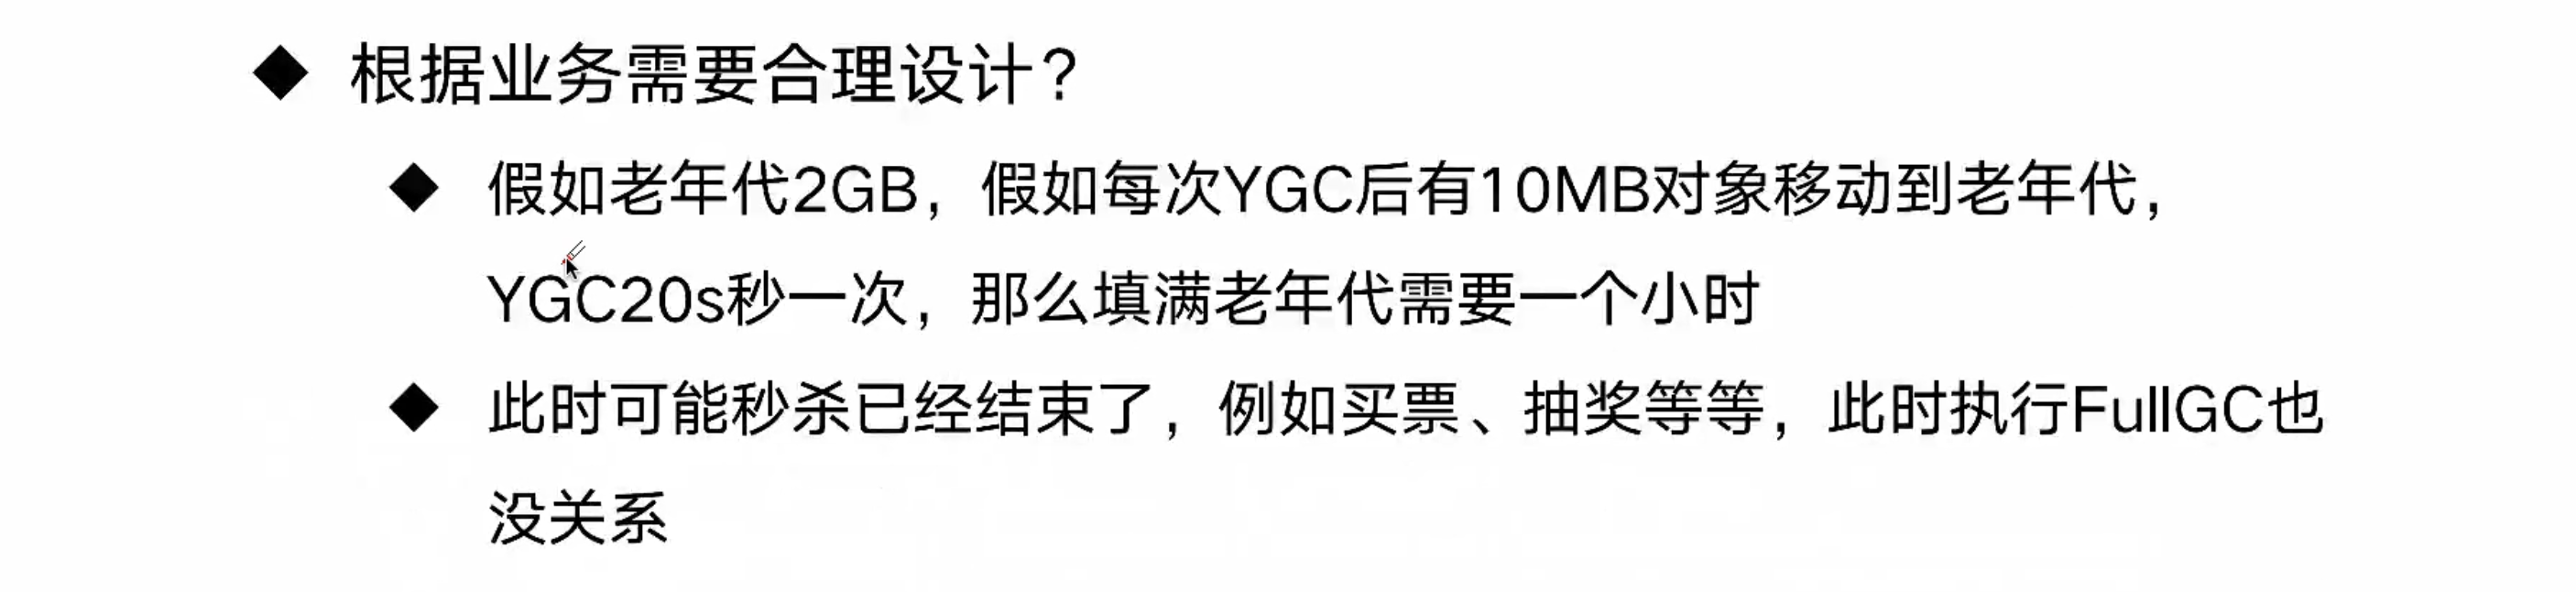 ◆ 根据业务需要合理设计？
◆ 假如老年代2GB，假如每次YGC后有10MB对象移动到老年代，
YGC20s秒一次，那么填满老年代需要一个小时
◆ 此时可能秒杀已经结束了，例如买票、抽奖等等，此时执行FullGC也
没关系